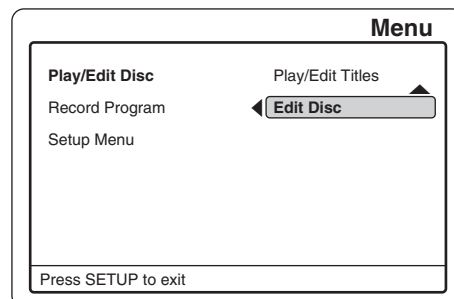 Menu
Play/Edit Disc
Play/Edit Titles
Record Program
Edit Disc
Setup Menu
Press SETUP to exit